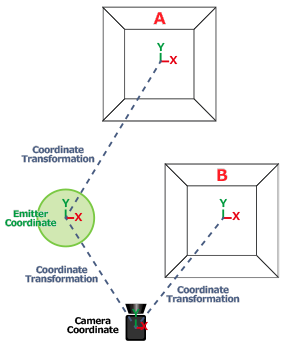 A
Y
X
Coordinate
Transformation
B
Y
X
Emitter
Coordinate
Y
X
Coordinate
Transformation
Coordinate
Transformation
Camera
Coordinate
Y
X